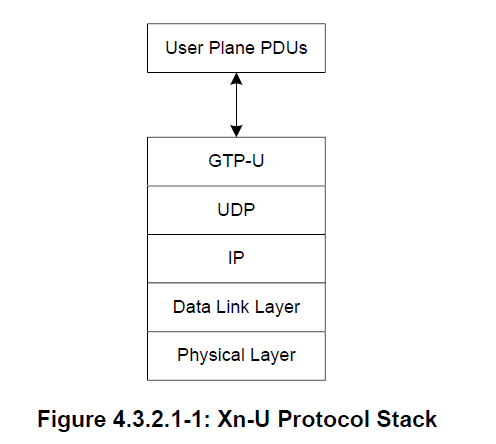 User Plane PDUs
GTP-U
UDP
IP
Data Link Layer
Physical Layer
Figure 4.3.2.1-1: Xn-U Protocol Stack